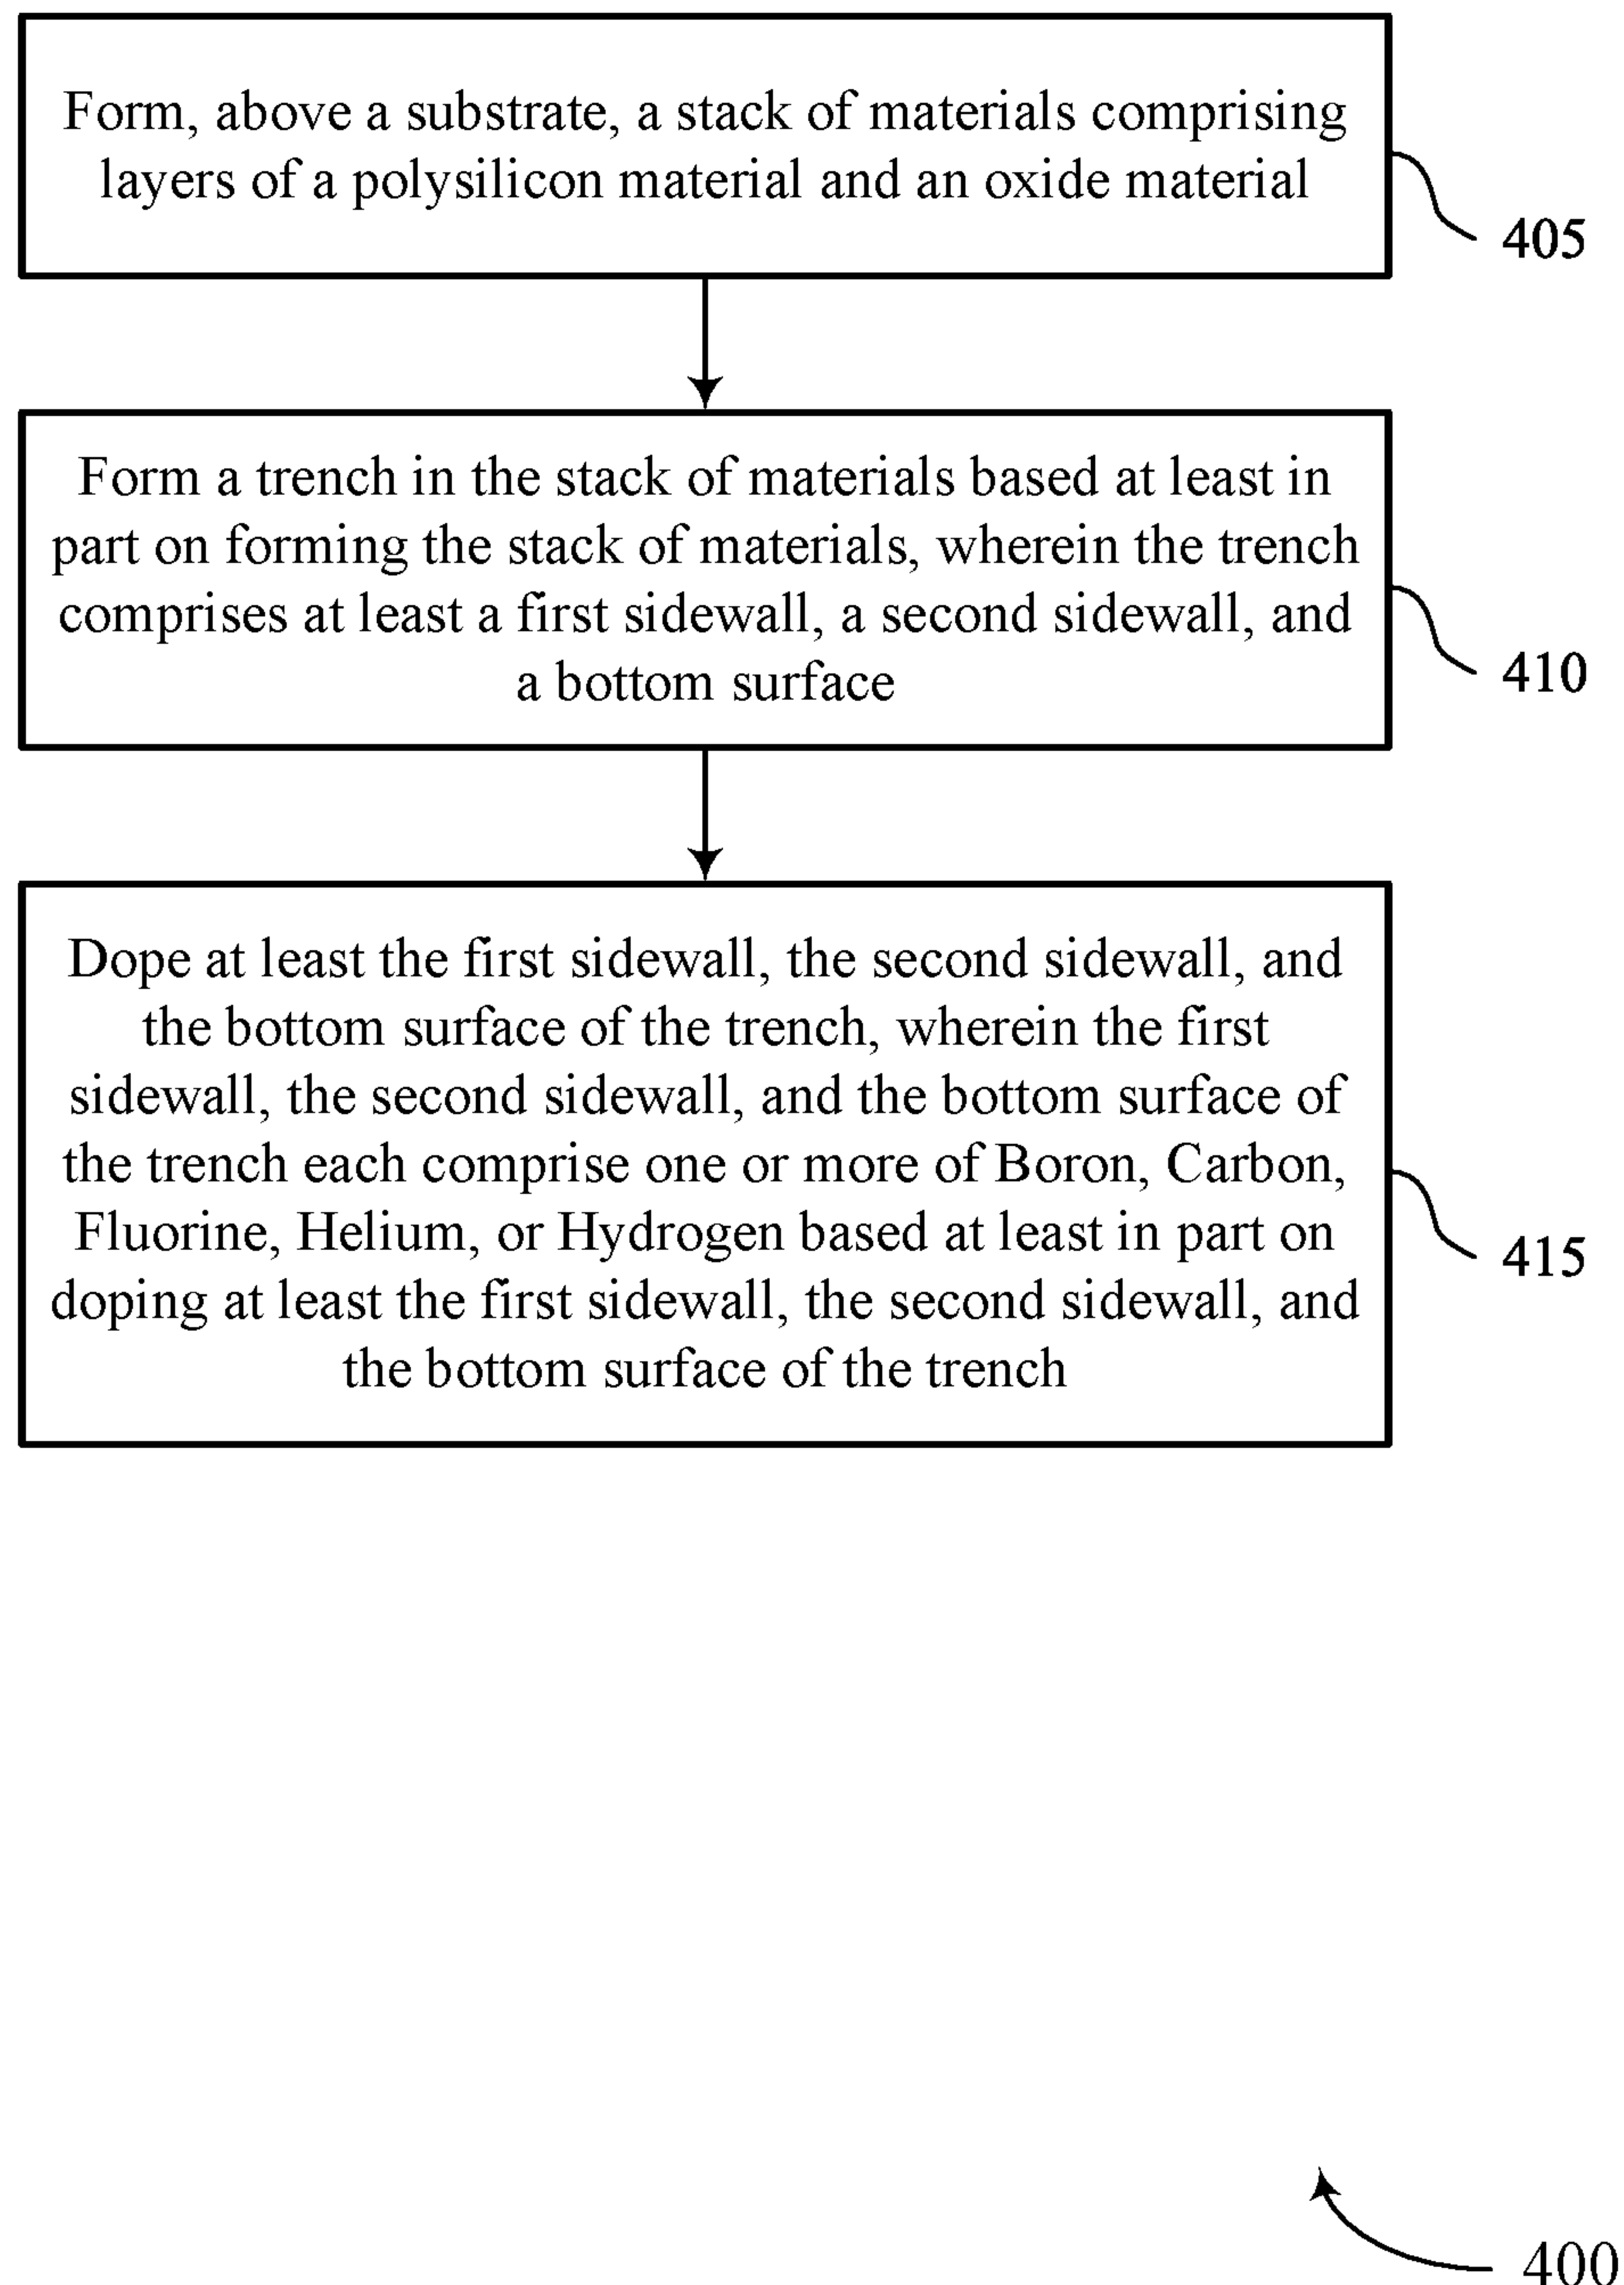 Form, above a substrate, a stack of materials comprising
layers of a polysilicon material and an oxide material
405
Form a trench in the stack of materials based at least in
part on forming the stack of materials, wherein the trench
comprises at least a first sidewall, a second sidewall, and
a bottom surface
410
Dope at least the first sidewall, the second sidewall, and
the bottom surface of the trench, wherein the first
sidewall, the second sidewall, and the bottom surface of
the trench each comprise one or more of Boron, Carbon,
Fluorine, Helium, or Hydrogen based at least in part on
doping at least the first sidewall, the second sidewall, and
the bottom surface of the trench
415
400